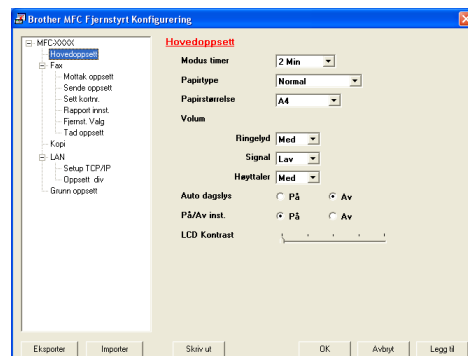 Brother MFC Fjernstyrt Konfigurering
MFC-XXXX
Hovedoppsett
Fax
Mottak oppsett
Sende oppsett
Sett kortnr.
Rapport innst.
Fjernst. Valg
Tad oppsett
Kopi
LAN
Setup TCP/IP
Oppsett div
Grunn oppsett
Hovedoppsett
Modus timer 2 Min
Papirtype Normal
Papirstørrelse A4
Volum
Ringelyd Med
Signal Lav
Høyttaler Med
Auto dagslys På Av
På/Av inst. På Av
LCD Kontrast
Eksporter Importer Skriv ut OK Avbryt Legg til